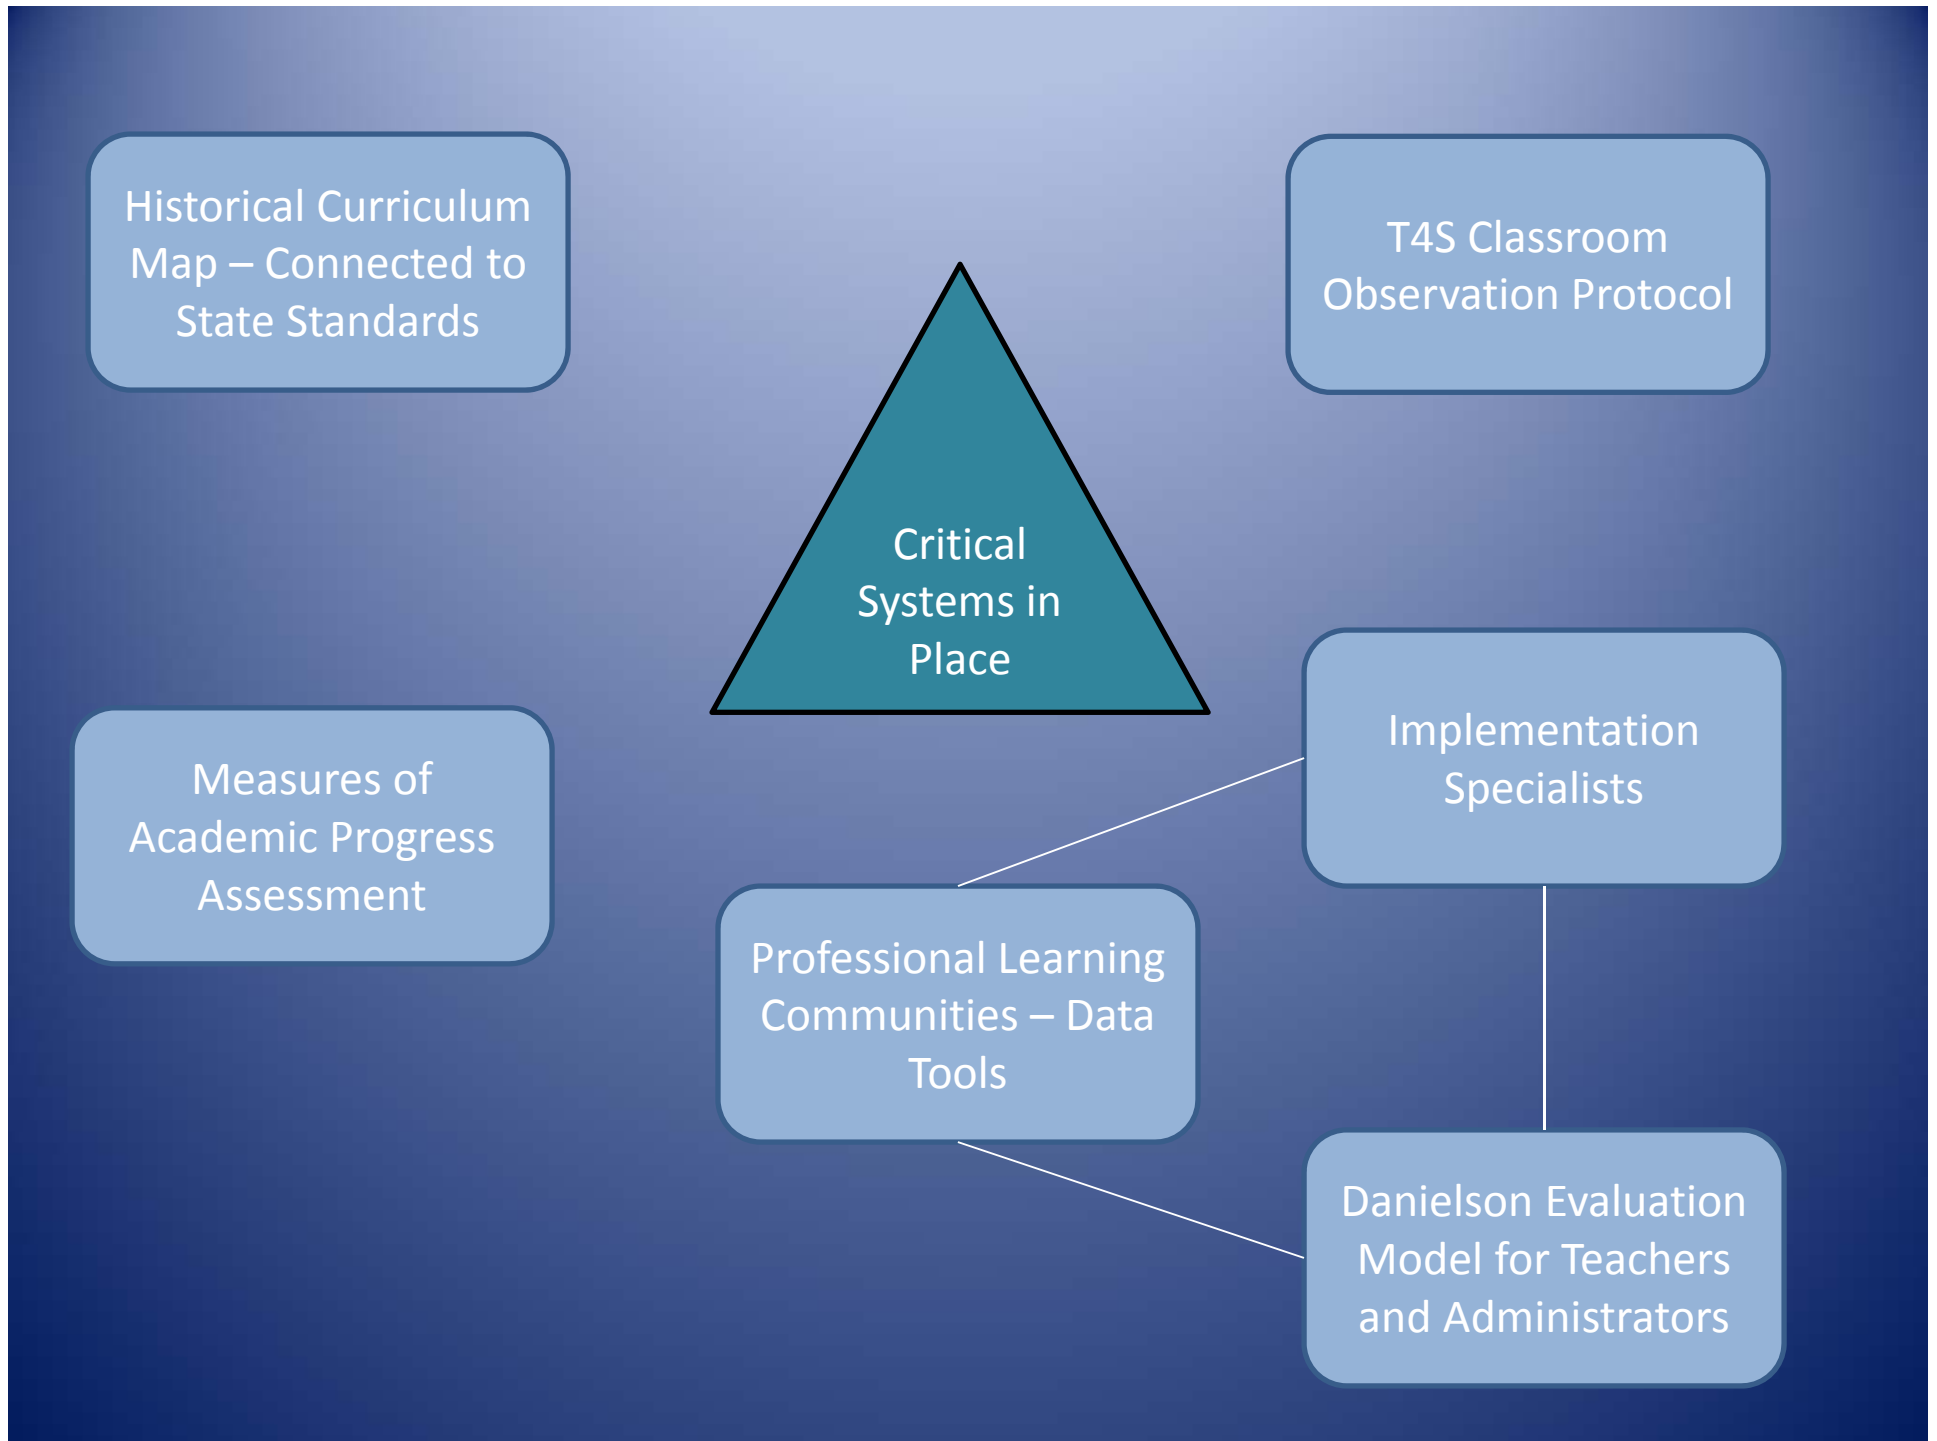 Historical Curriculum
Map – Connected to
State Standards
T4S Classroom
Observation Protocol
Critical
Systems in
Place
Implementation
Specialists
Measures of
Academic Progress
Assessment
Professional Learning
Communities – Data
Tools
Danielson Evaluation
Model for Teachers
and Administrators